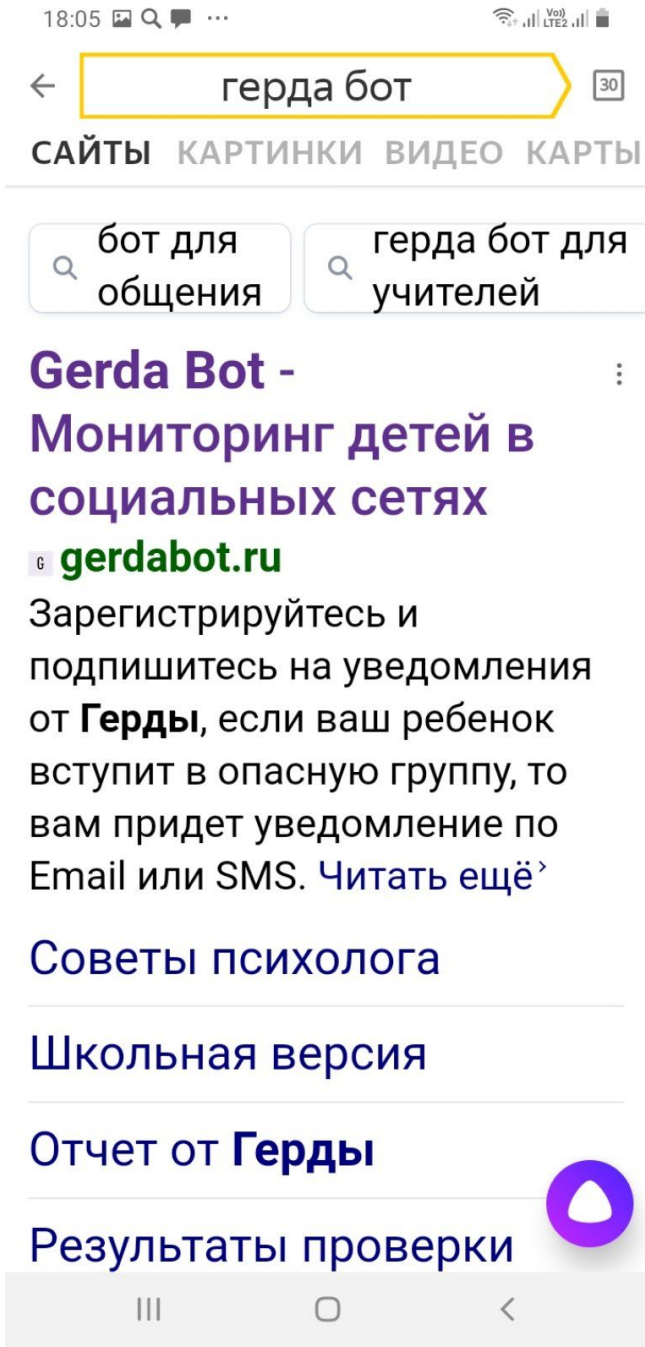 18:05
Vo)) LTE2
герда бот
30
САЙТЫ КАРТИНКИ ВИДЕО КАРТЫ
бот для
общения
герда бот для
учителей
Gerda Bot -
Мониторинг детей в
социальных сетях
G gerdabot.ru
Зарегистрируйтесь и
подпишитесь на уведомления
от Герды, если ваш ребенок
вступит в опасную группу, то
вам придет уведомление по
Email или SMS. Читать ещё
Советы психолога
Школьная версия
Отчет от Герды
Результаты проверки